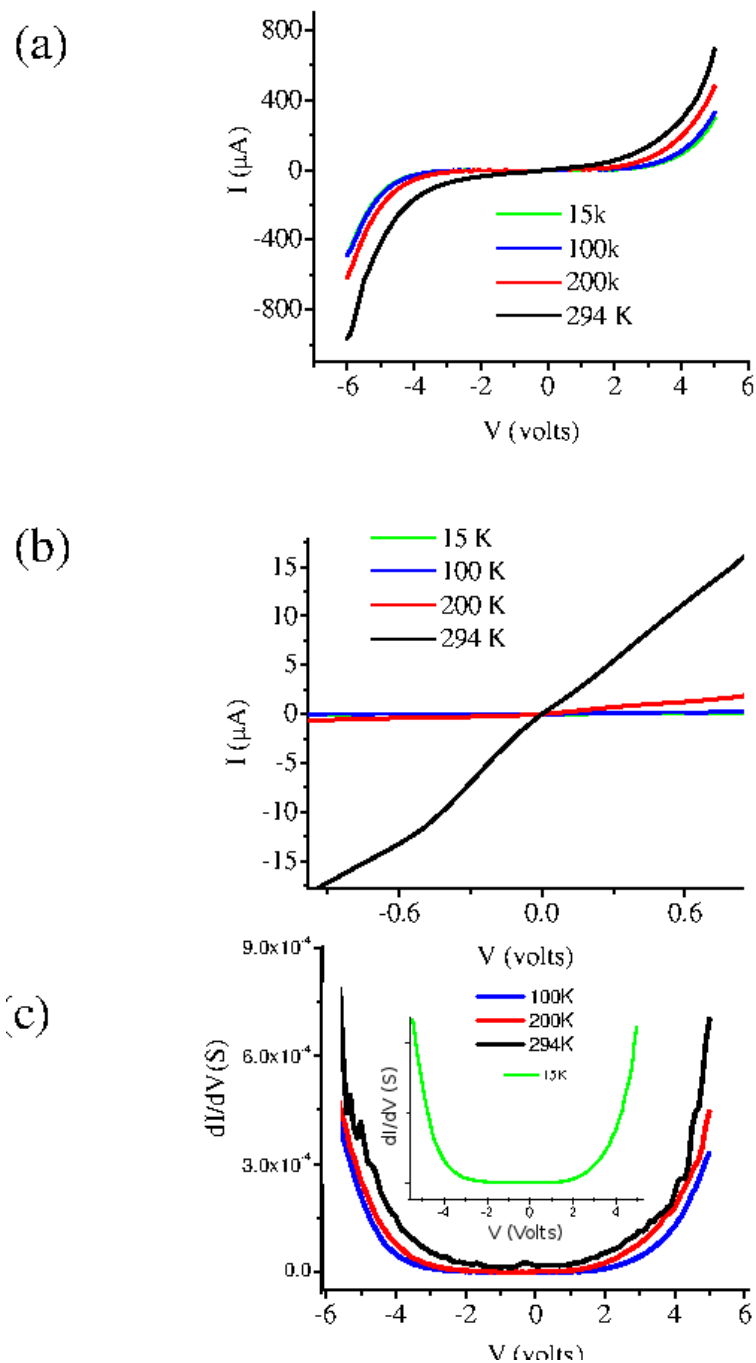 (a)
800
400
0
-400
-800
I (μA)
15k
100k
200k
294 K
-6 -4 -2 0 2 4 6
V (volts)
(b)
15 K
100 K
200 K
294 K
15
10
5
0
-5
-10
-15
I (μA)
-0.6 0.0 0.6
V (volts)
(c)
9.0x10-4
6.0x10-4
3.0x10-4
0.0
dI/dV(S)
100K
200K
294K
15K
dI/dV (S)
-4 -2 0 2 4
V (Volts)
-6 -4 -2 0 2 4 6
V (volts)